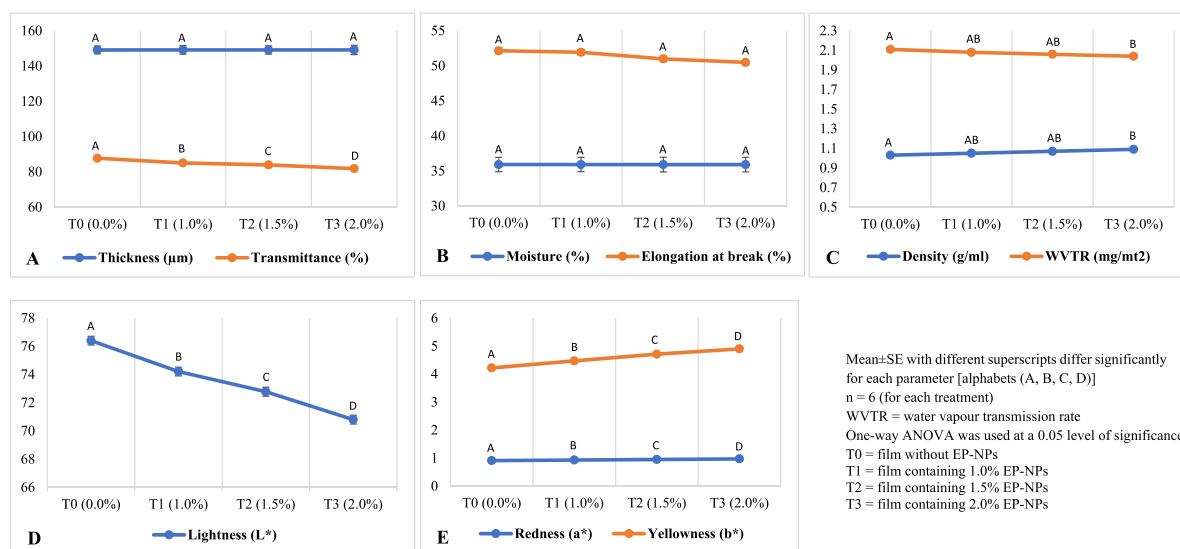 160
140
120
100
80
60
A A A A
A B C D
T0 (0.0%) T1 (1.0%) T2 (1.5%) T3 (2.0%)
A Thickness (µm) Transmittance (%)
55
50
45
40
35
30
A A A A
A A A A
T0 (0.0%) T1 (1.0%) T2 (1.5%) T3 (2.0%)
B Moisture (%) Elongation at break (%)
2.3
2.1
1.9
1.7
1.5
1.3
1.1
0.9
0.7
0.5
A AB AB B
A AB AB B
T0 (0.0%) T1 (1.0%) T2 (1.5%) T3 (2.0%)
C Density (g/ml) WVTR (mg/mt2)
78
76
74
72
70
68
66
A B C D
T0 (0.0%) T1 (1.0%) T2 (1.5%) T3 (2.0%)
D Lightness (L*)
6
5
4
3
2
1
0
A B C D
A B C D
T0 (0.0%) T1 (1.0%) T2 (1.5%) T3 (2.0%)
E Redness (a*) Yellowness (b*)
Mean±SE with different superscripts differ significantly
for each parameter [alphabets (A, B, C, D)]
n = 6 (for each treatment)
WVTR = water vapour transmission rate
One-way ANOVA was used at a 0.05 level of significance
T0 = film without EP-NPs
T1 = film containing 1.0% EP-NPs
T2 = film containing 1.5% EP-NPs
T3 = film containing 2.0% EP-NPs